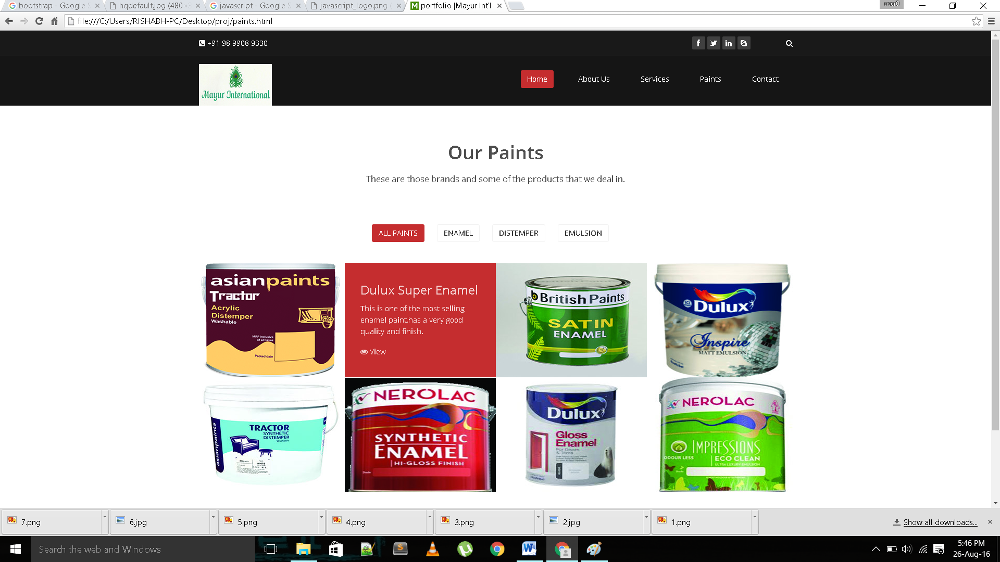 bootstrap - Google S
hqdefault.jpg (480×3
javascript - Google S
javascript_logo.png (
portfolio |Mayur Int'l
user0
file:///C:/Users/RISHABH-PC/Desktop/proj/paints.html
+91 98 9908 9330
Mayur International
Home
About Us
Services
Paints
Contact
Our Paints
These are those brands and some of the products that we deal in.
ALL PAINTS
ENAMEL
DISTEMPER
EMULSION
asianpaints
Tractor
Acrylic
Distemper
Washable
MRP inclusive
of all taxes
Packed date
Dulux Super Enamel
This is one of the most selling
enamel paint,has a very good
quality and finish.
View
British Paints
SATIN
ENAMEL
Dulux
Inspire
MATT EMULSION
asianpaints
TRACTOR
SYNTHETIC
DISTEMPER
Washable
WHITE
NEROLAC
SYNTHETIC
ENAMEL
HI-GLOSS FINISH
Dulux
Gloss
Enamel
For Doors
& Trims
NEROLAC
IMPRESSIONS
ODOUR LESS
ECO CLEAN
ULTRA LUXURY EMULSION
7.png
6.jpg
5.png
4.png
3.png
2.jpg
1.png
Show all downloads...
Search the web and Windows
5:46 PM
26-Aug-16